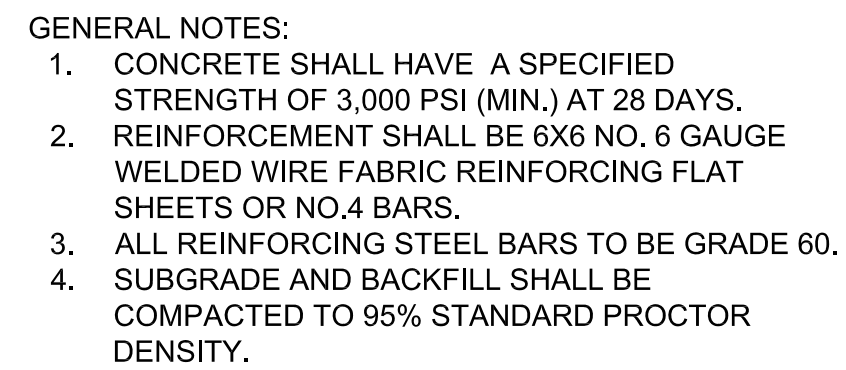 GENERAL NOTES:
1. CONCRETE SHALL HAVE A SPECIFIED
STRENGTH OF 3,000 PSI (MIN.) AT 28 DAYS.
2. REINFORCEMENT SHALL BE 6X6 NO. 6 GAUGE
WELDED WIRE FABRIC REINFORCING FLAT
SHEETS OR NO.4 BARS.
3. ALL REINFORCING STEEL BARS TO BE GRADE 60.
4. SUBGRADE AND BACKFILL SHALL BE
COMPACTED TO 95% STANDARD PROCTOR
DENSITY.